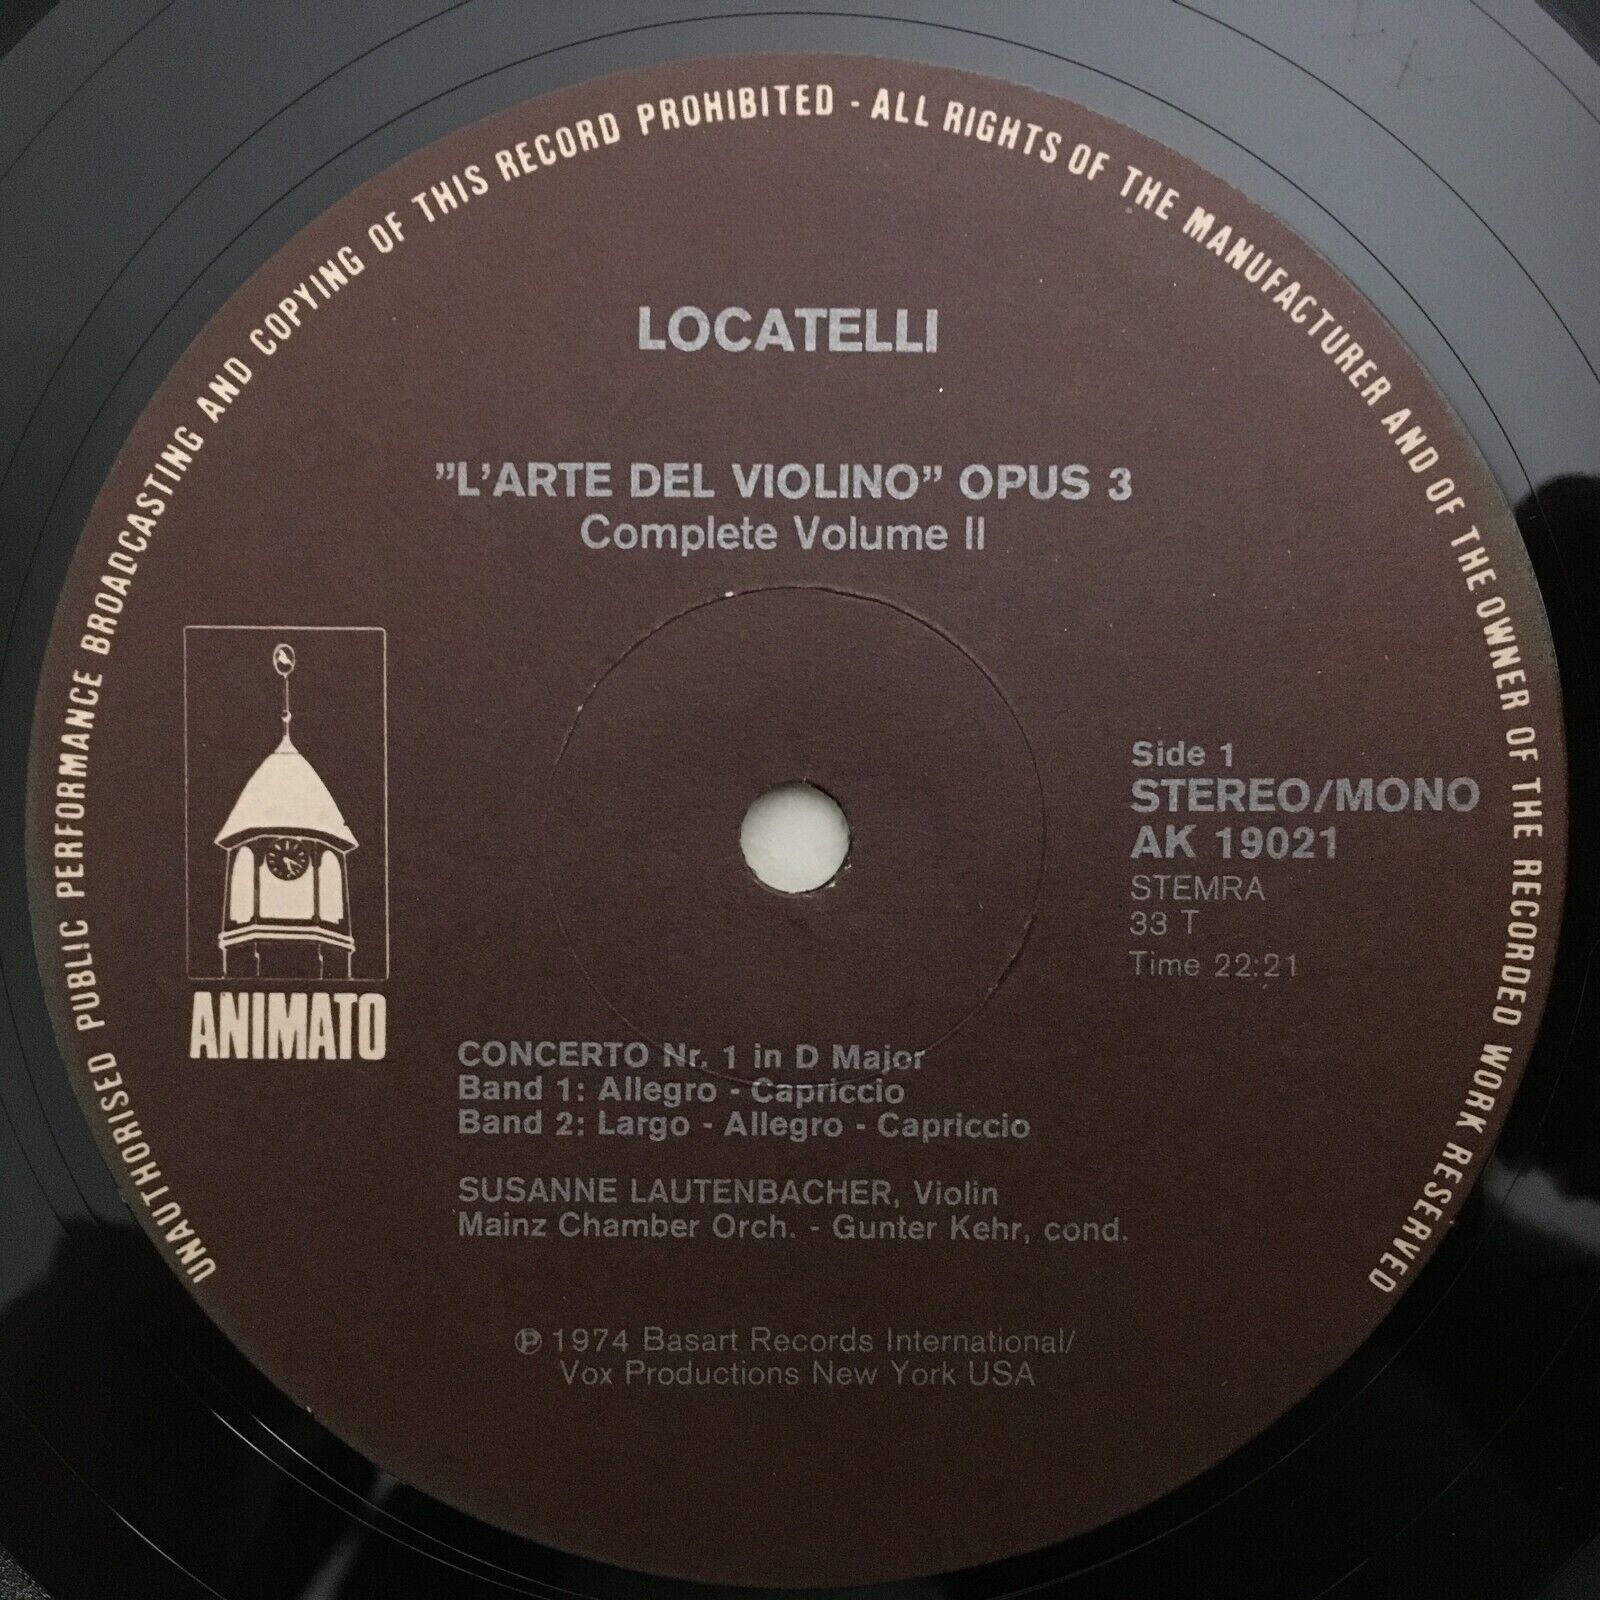 UNAUTHORISED PUBLIC PERFORMANCE BROADCASTING AND COPYING OF THIS RECORD PROHIBITED - ALL RIGHTS OF THE MANUFACTURER AND OF THE OWNER OF THE RECORDED WORK RESERVED
LOCATELLI
"L'ARTE DEL VIOLINO" OPUS 3
Complete Volume II
Side 1
STEREO/MONO
AK 19021
STEMRA
33 T
Time 22:21
ANIMATO
CONCERTO Nr. 1 in D Major
Band 1: Allegro - Capriccio
Band 2: Largo - Allegro - Capriccio
SUSANNE LAUTENBACHER, Violin
Mainz Chamber Orch. - Gunter Kehr, cond.
℗ 1974 Basart Records International/
Vox Productions New York USA